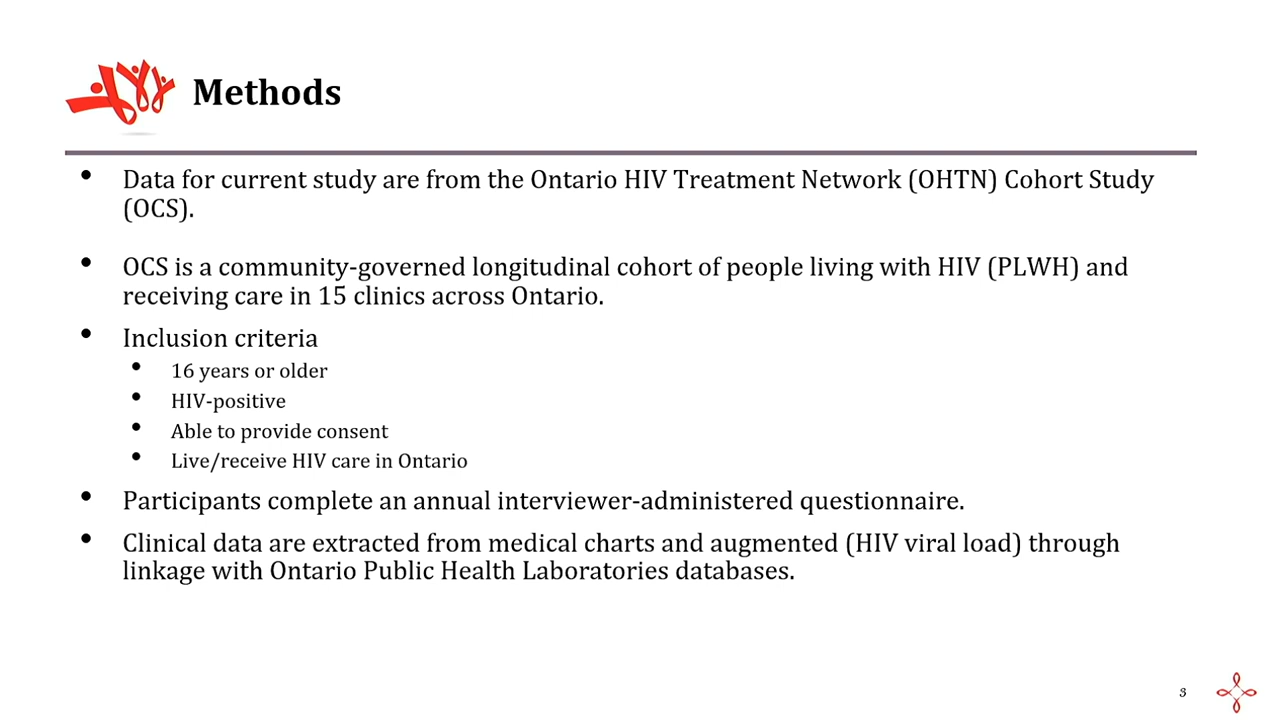 Methods
• Data for current study are from the Ontario HIV Treatment Network (OHTN) Cohort Study
(OCS).
• OCS is a community-governed longitudinal cohort of people living with HIV (PLWH) and
receiving care in 15 clinics across Ontario.
• Inclusion criteria
• 16 years or older
• HIV-positive
• Able to provide consent
• Live/receive HIV care in Ontario
• Participants complete an annual interviewer-administered questionnaire.
• Clinical data are extracted from medical charts and augmented (HIV viral load) through
linkage with Ontario Public Health Laboratories databases.
3